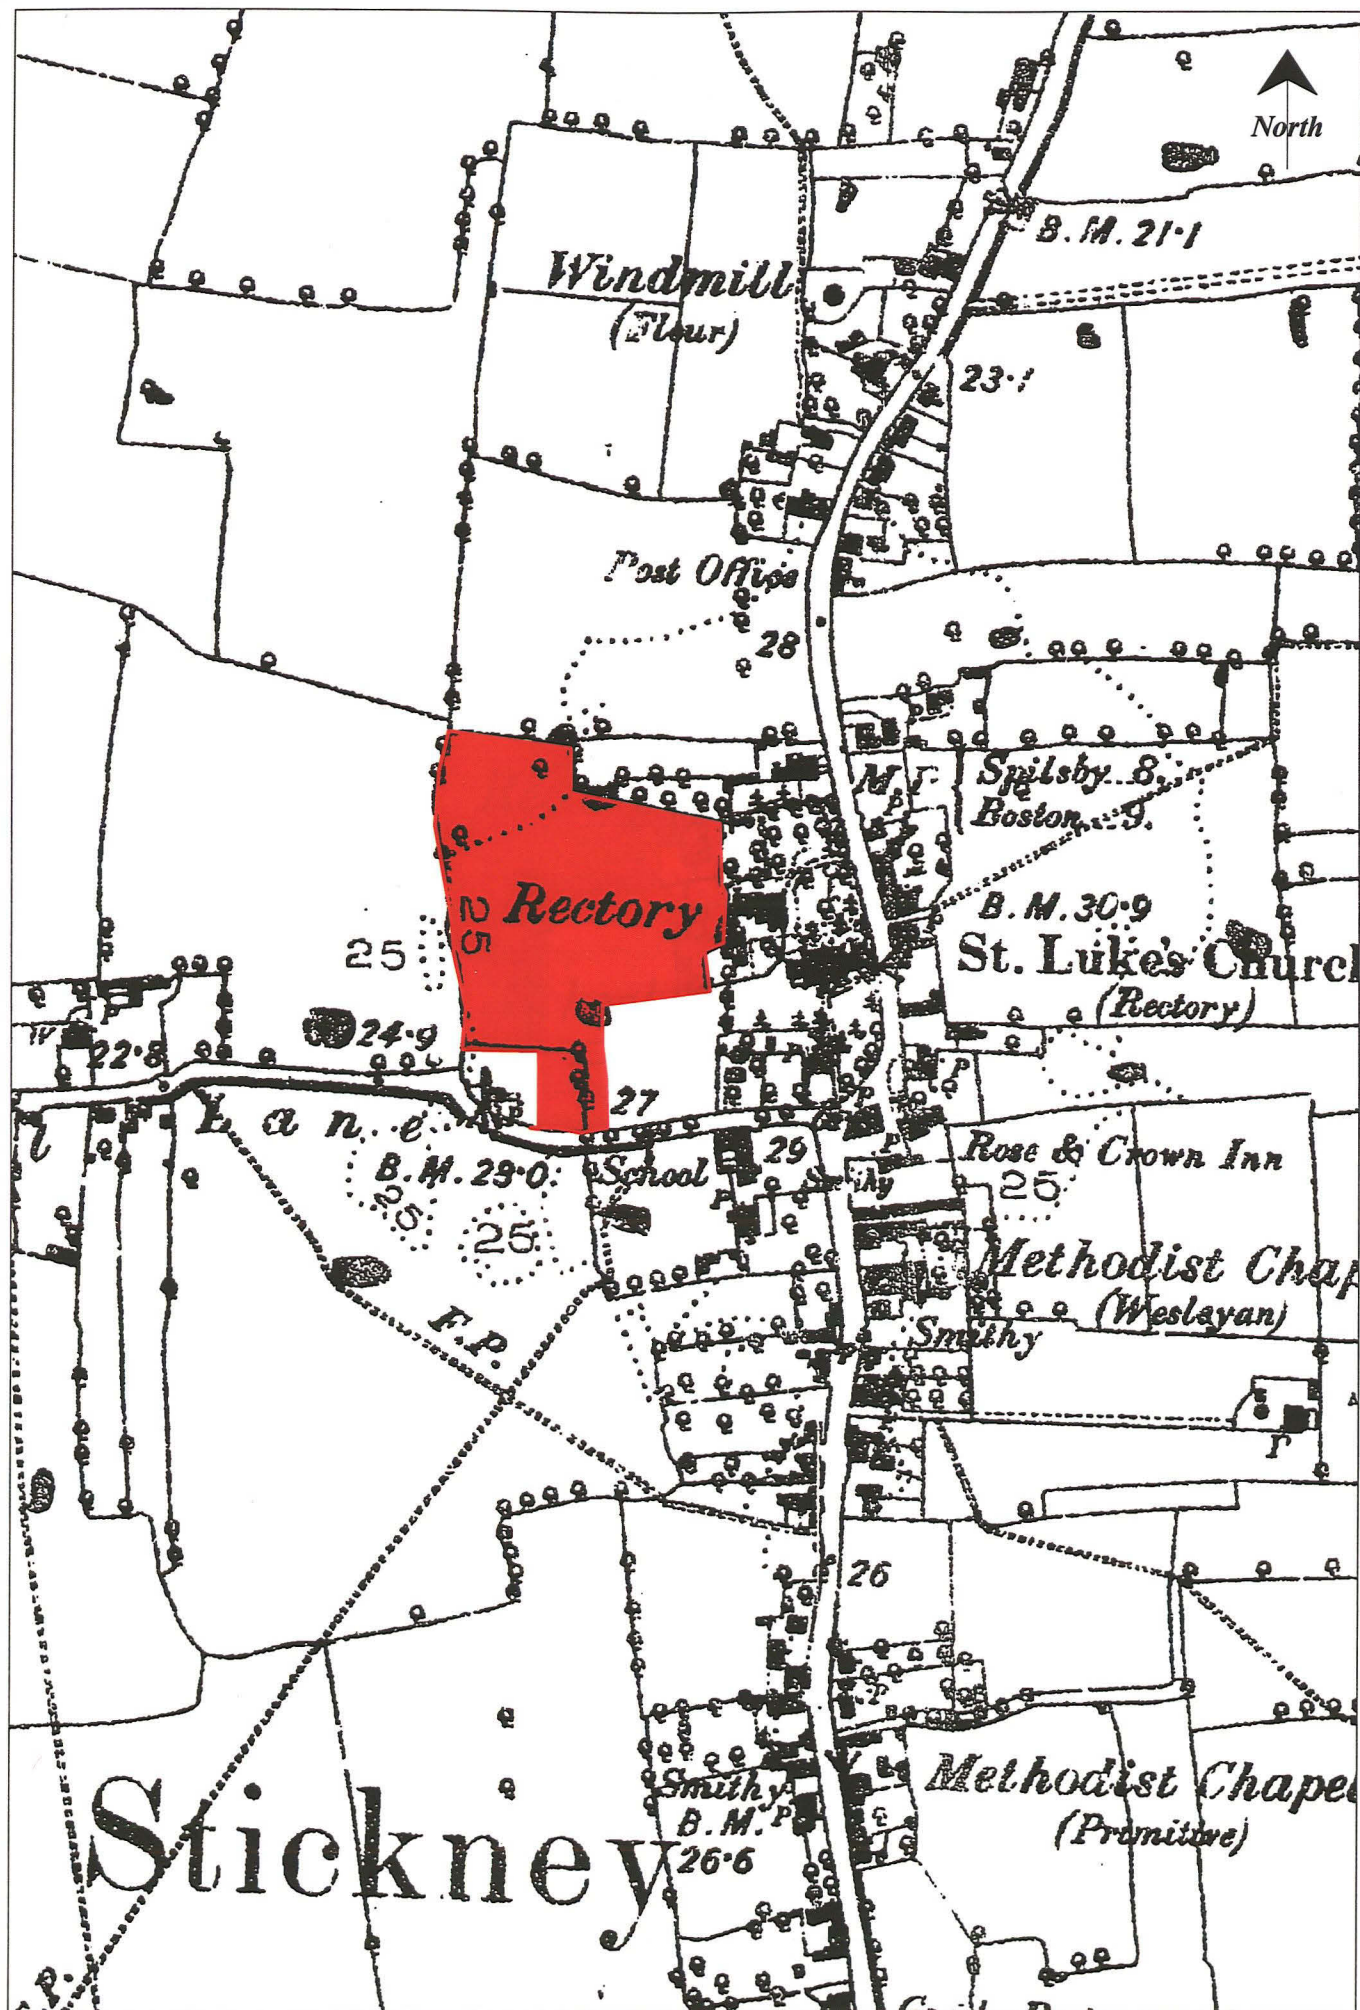 North
B.M. 21·1
Windmill
(Flour)
23·1
Post Office
28
M.P.
Spilsby 8
Boston 9
Rectory
B.M. 30·9
25
25
St. Luke's Churc
(Rectory)
24·9
W
22·8
P
27
Lane
Rose & Crown Inn
B.M. 29·0
School
29
Smithy
P
P
25
25
25
Methodist Chap
(Wesleyan)
F.P.
Smithy
P
26
Methodist Chape
(Primitive)
Smithy
B.M.
P
26·6
Stickney
F.P.